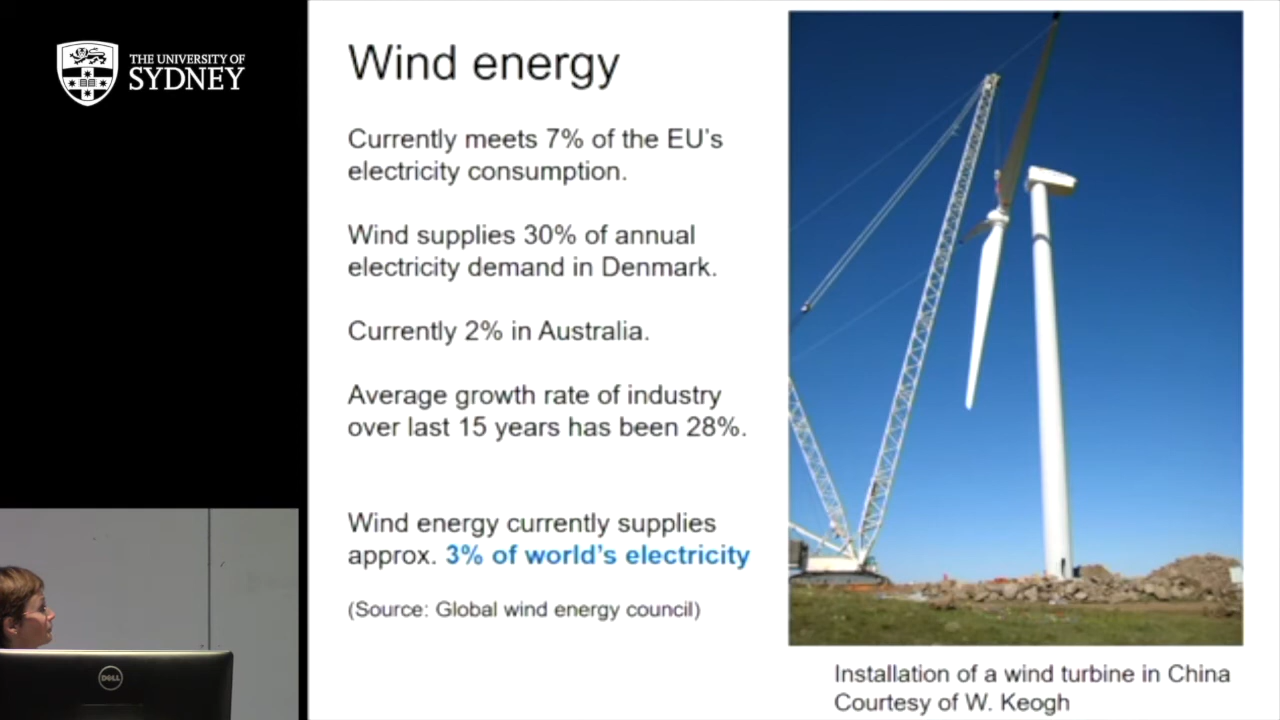 THE UNIVERSITY OF
SYDNEY
Wind energy
Currently meets 7% of the EU's
electricity consumption.
Wind supplies 30% of annual
electricity demand in Denmark.
Currently 2% in Australia.
Average growth rate of industry
over last 15 years has been 28%.
Wind energy currently supplies
approx. 3% of world's electricity
(Source: Global wind energy council)
Installation of a wind turbine in China
Courtesy of W. Keogh
DELL